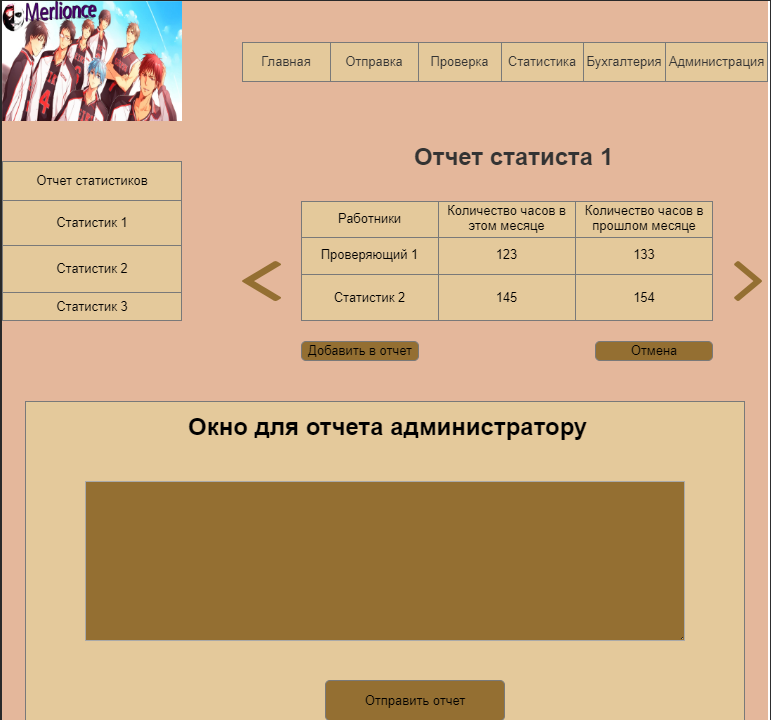 Merlionce
Главная Отправка Проверка Статистика Бухгалтерия Администрация
Отчет статиста 1
Отчет статистиков
Статистик 1
Статистик 2
Статистик 3
Работники
Количество часов в
этом месяце
Количество часов в
прошлом месяце
Проверяющий 1 123 133
Статистик 2 145 154
Добавить в отчет Отмена
Окно для отчета администратору
Отправить отчет